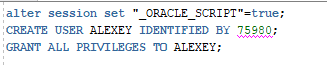 alter session set "_ORACLE_SCRIPT"=true;
CREATE USER ALEXEY IDENTIFIED BY 75980;
GRANT ALL PRIVILEGES TO ALEXEY;